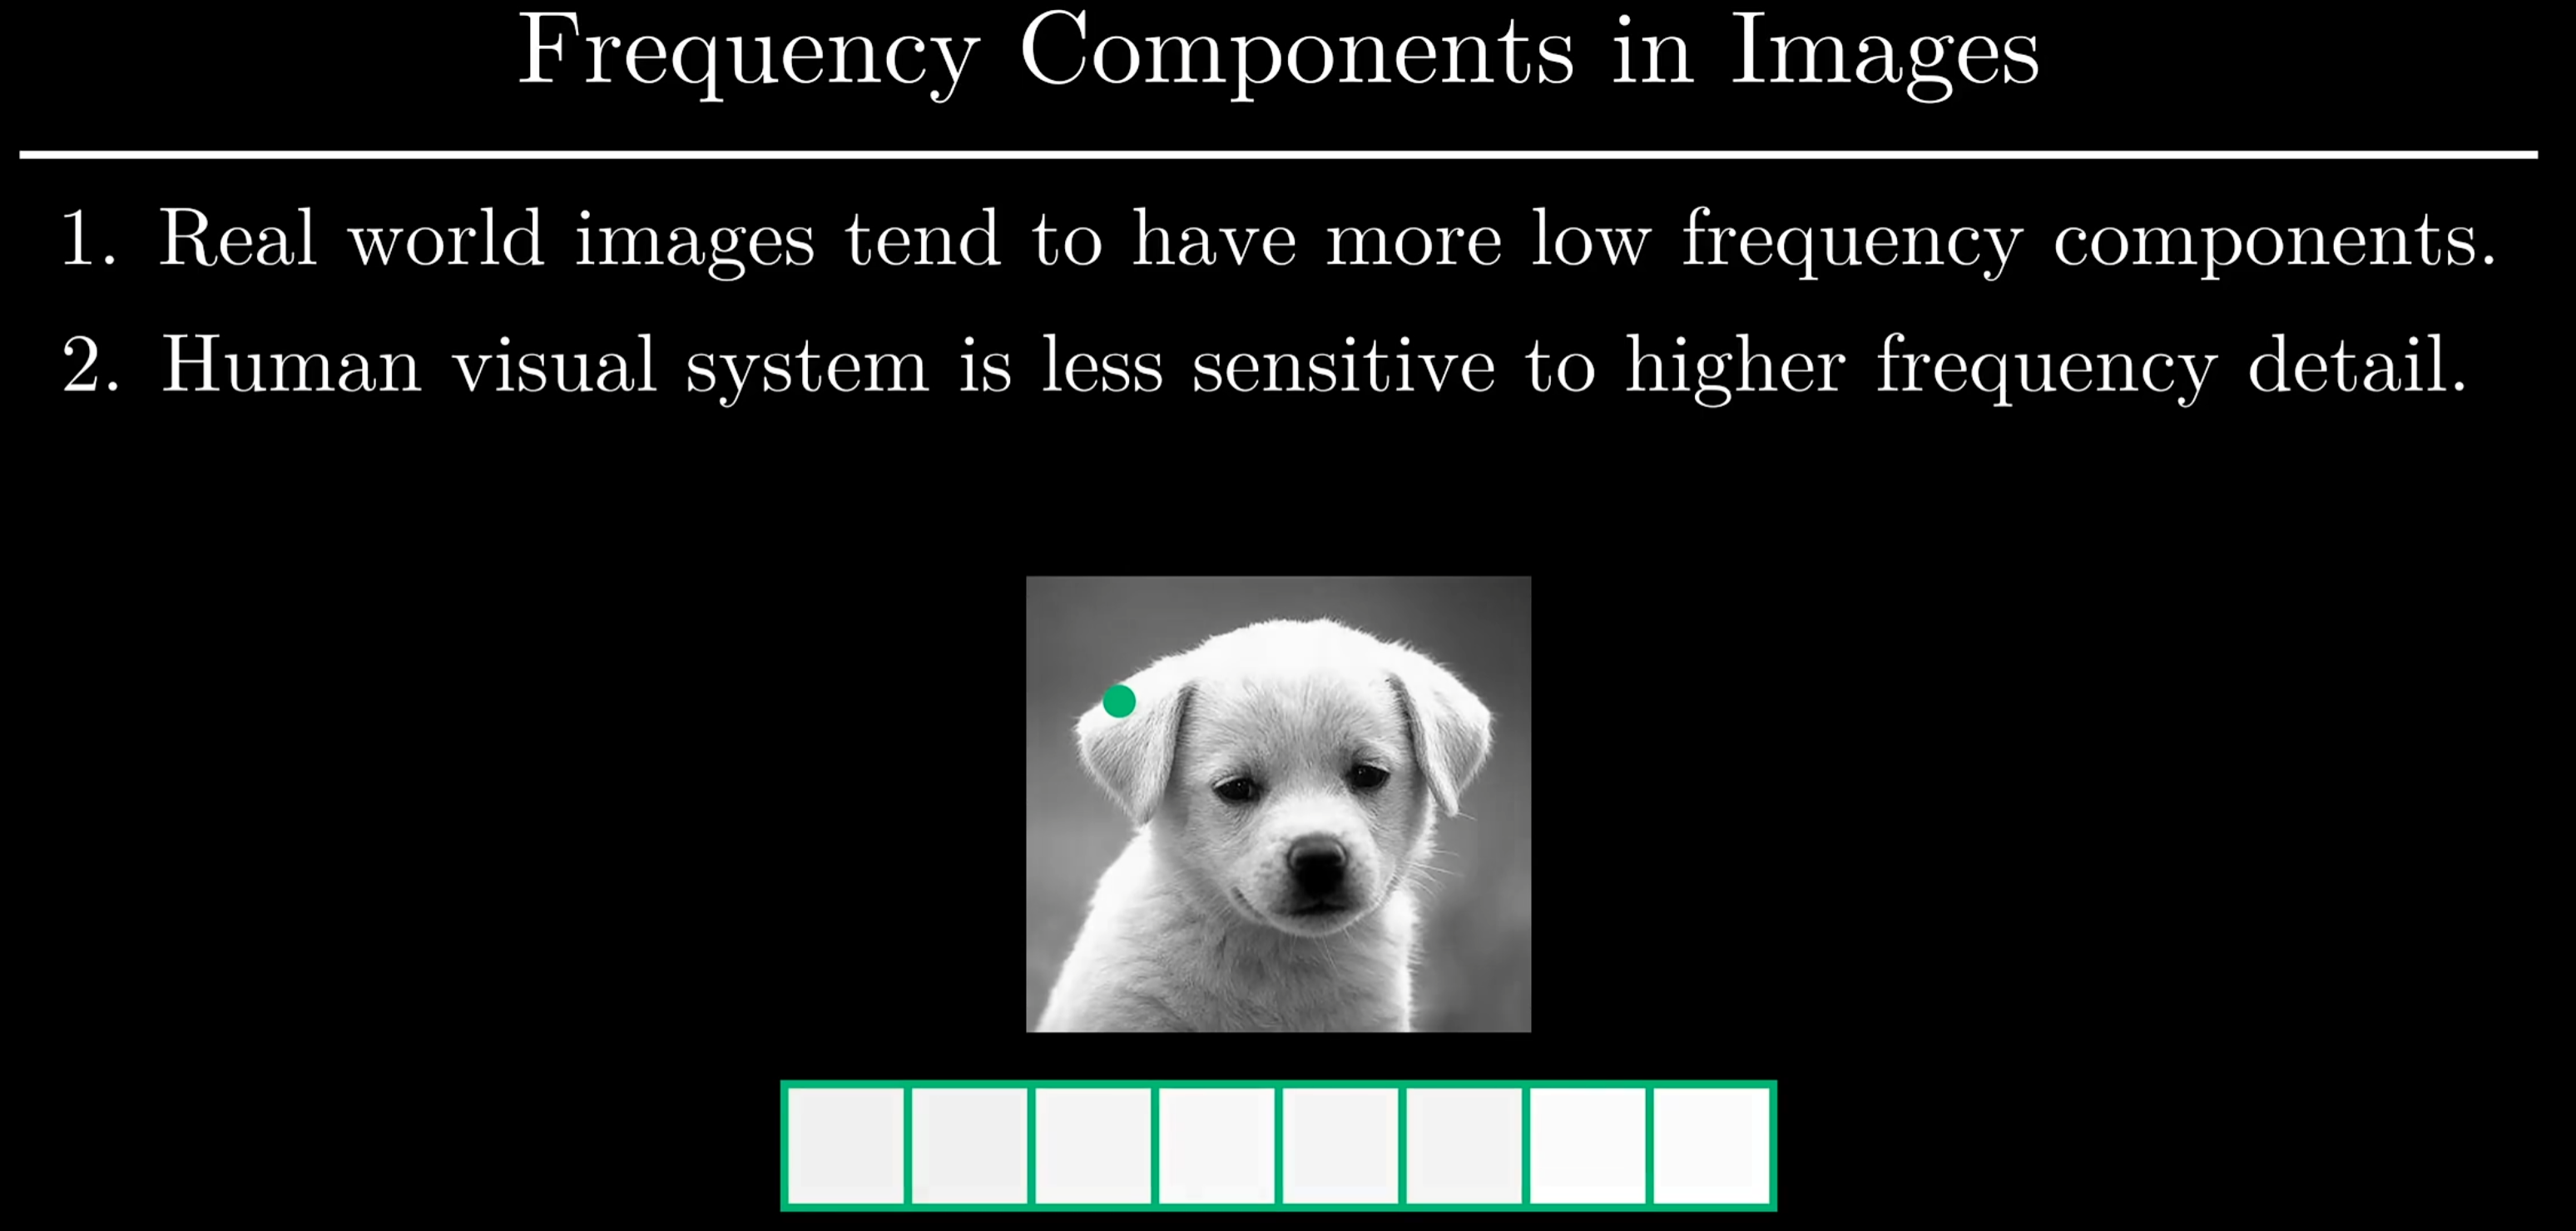 Frequency Components in Images
1. Real world images tend to have more low frequency components.
2. Human visual system is less sensitive to higher frequency detail.